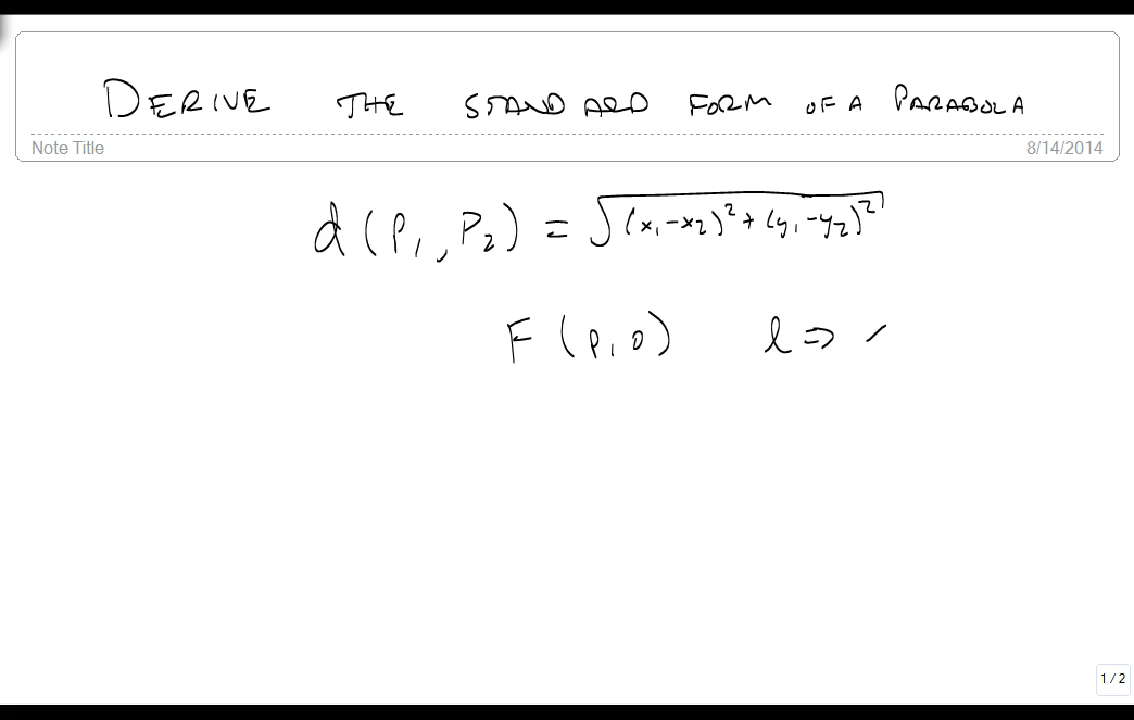 DERIVE THE STANDARD FORM OF A PARABOLA
Note Title 8/14/2014
d(P₁, P₂) = √((x₁-x₂)²+(y₁-y₂)²)
F(p,0) l ⇒
1/2